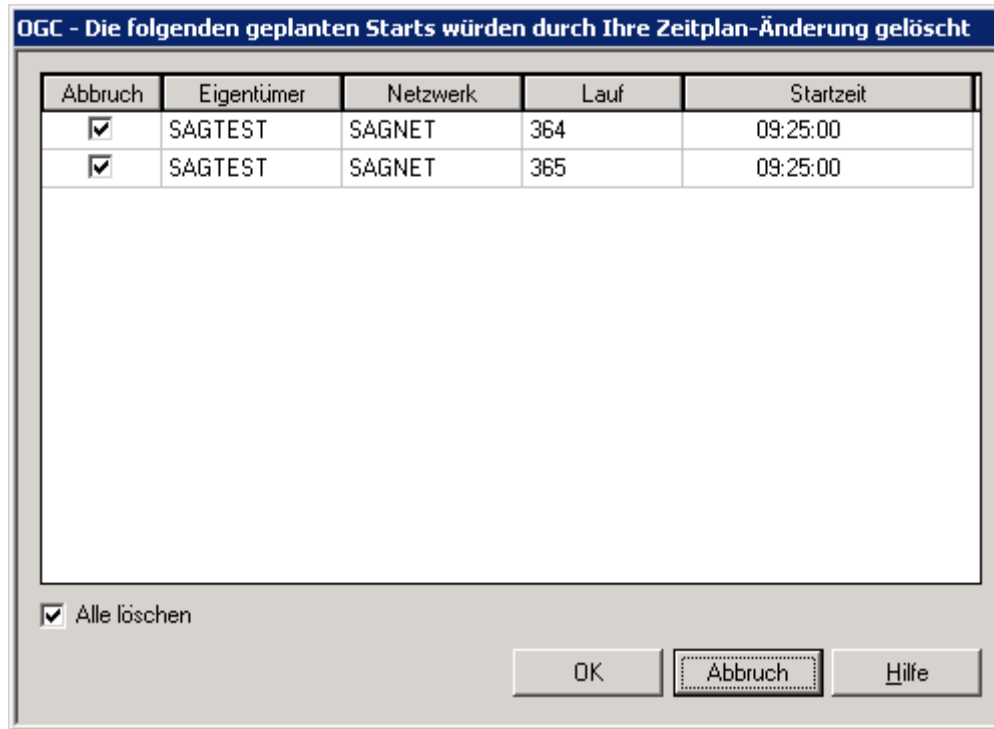 OGC - Die folgenden geplanten Starts würden durch Ihre Zeitplan-Änderung gelöscht
Abbruch Eigentümer Netzwerk Lauf Startzeit
SAGTEST SAGNET 364 09:25:00
SAGTEST SAGNET 365 09:25:00
Alle löschen
OK Abbruch Hilfe